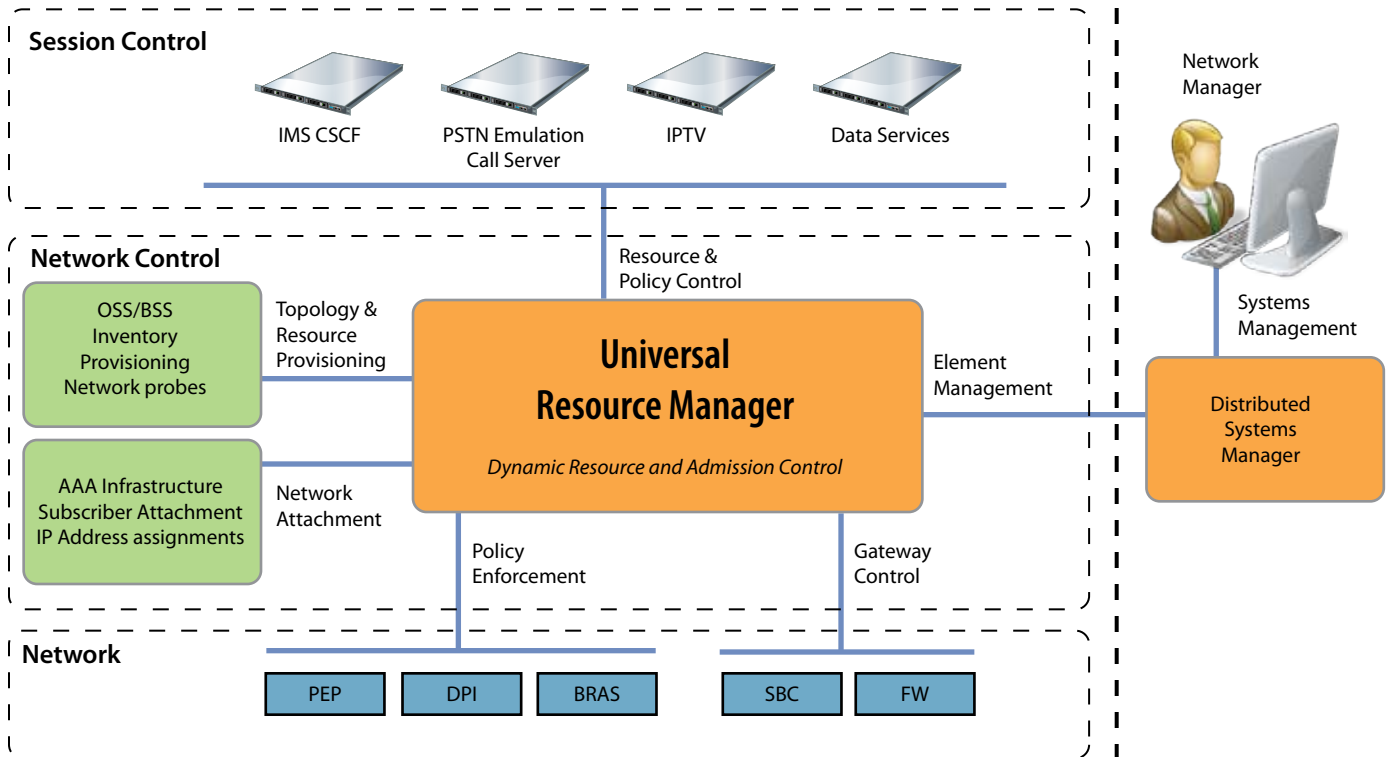 Session Control
IMS CSCF
PSTN Emulation
Call Server
IPTV
Data Services
Network
Manager
Network Control
Resource &
Policy Control
OSS/BSS
Inventory
Provisioning
Network probes
Topology &
Resource
Provisioning
Universal
Resource Manager
Dynamic Resource and Admission Control
Element
Management
Systems
Management
Distributed
Systems
Manager
AAA Infrastructure
Subscriber Attachment
IP Address assignments
Network
Attachment
Policy
Enforcement
Gateway
Control
Network
PEP
DPI
BRAS
SBC
FW